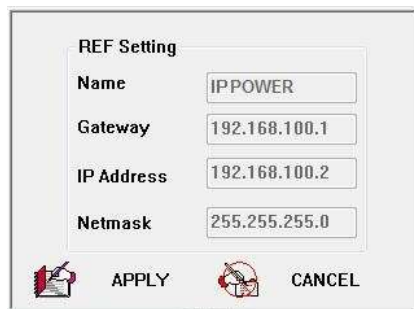 REF Setting
Name IPPOWER
Gateway 192.168.100.1
IP Address 192.168.100.2
Netmask 255.255.255.0
APPLY CANCEL